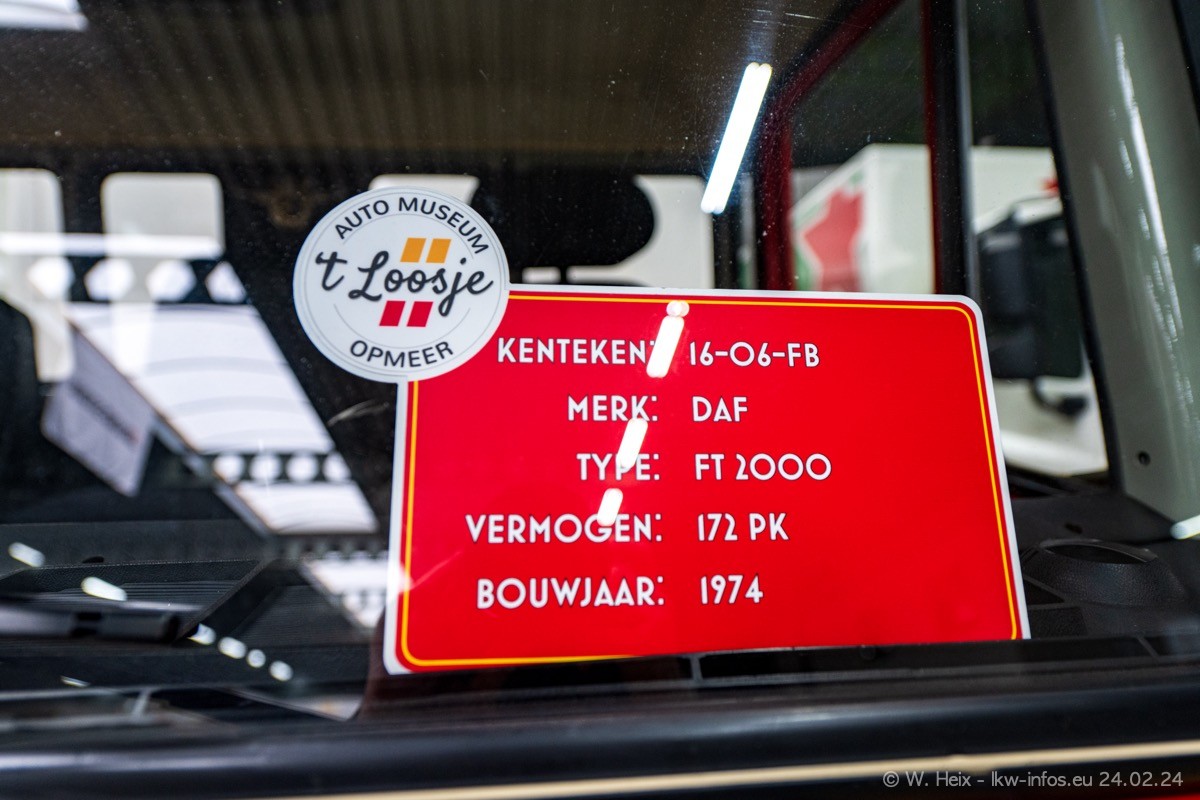 AUTO MUSEUM
't Loosje
OPMEER
KENTEKEN: 16-06-FB
MERK: DAF
TYPE: FT 2000
VERMOGEN: 172 PK
BOUWJAAR: 1974
© W. Heix - lkw-infos.eu 24.02.24